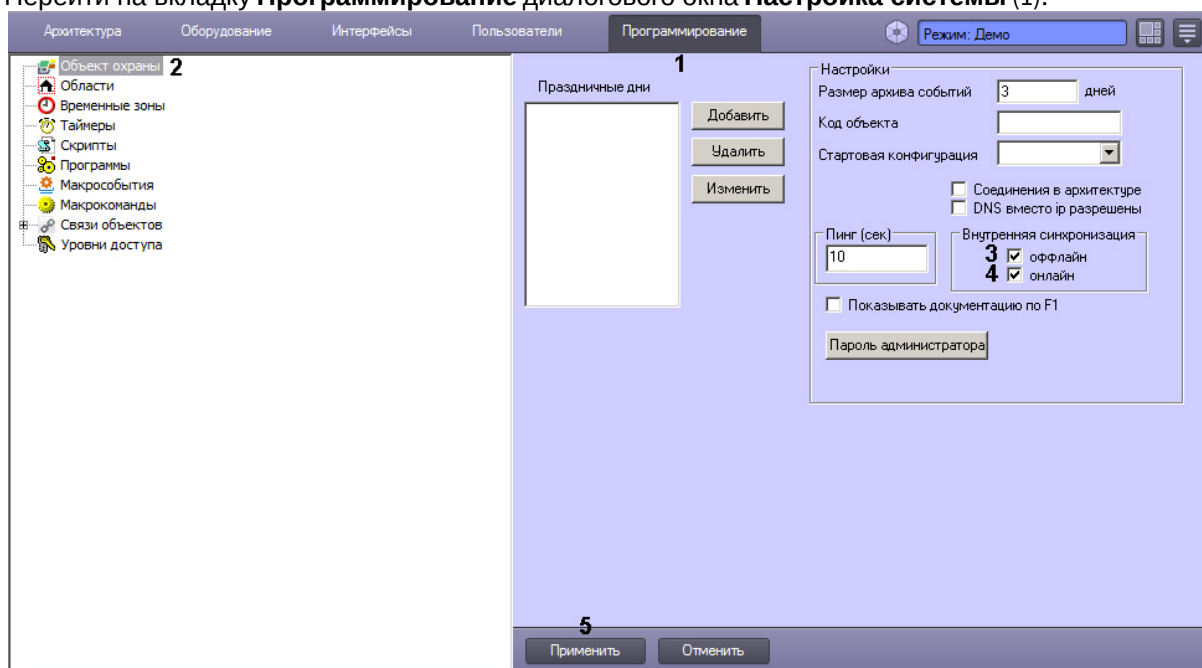 Перейти на вкладку Программирование диалогового окна Настройка системы (1).
Архитектура Оборудование Интерфейсы Пользователи Программирование Режим: Демо
1
Объект охраны 2
Области
Временные зоны
Таймеры
Скрипты
Программы
Макрособытия
Макрокоманды
Связи объектов
Уровни доступа
Праздничные дни
Добавить
Удалить
Изменить
Настройки
Размер архива событий 3 дней
Код объекта
Стартовая конфигурация
Соединения в архитектуре
DNS вместо ip разрешены
Пинг (сек)
10
Внутренняя синхронизация
3 оффлайн
4 онлайн
Показывать документацию по F1
Пароль администратора
5
Применить Отменить